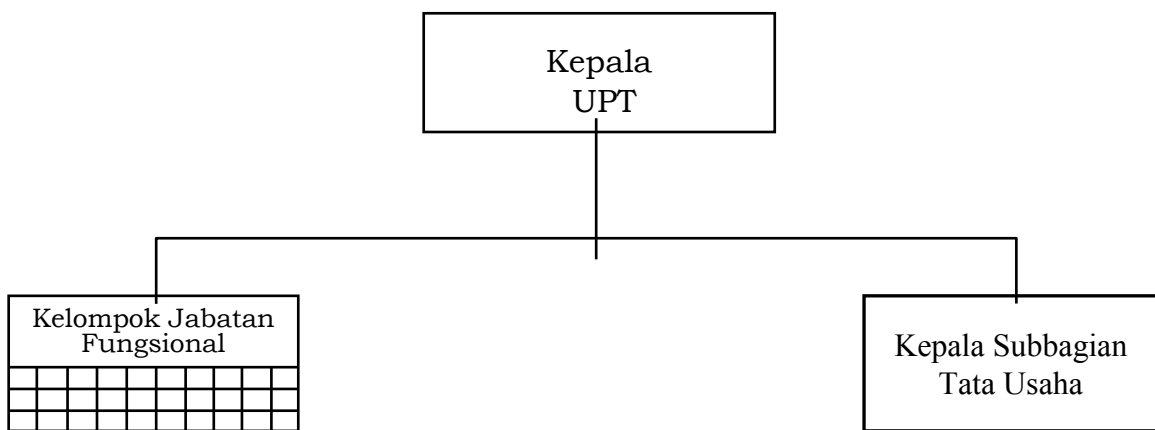 Kepala
UPT
Kelompok Jabatan
Fungsional
Kepala Subbagian
Tata Usaha